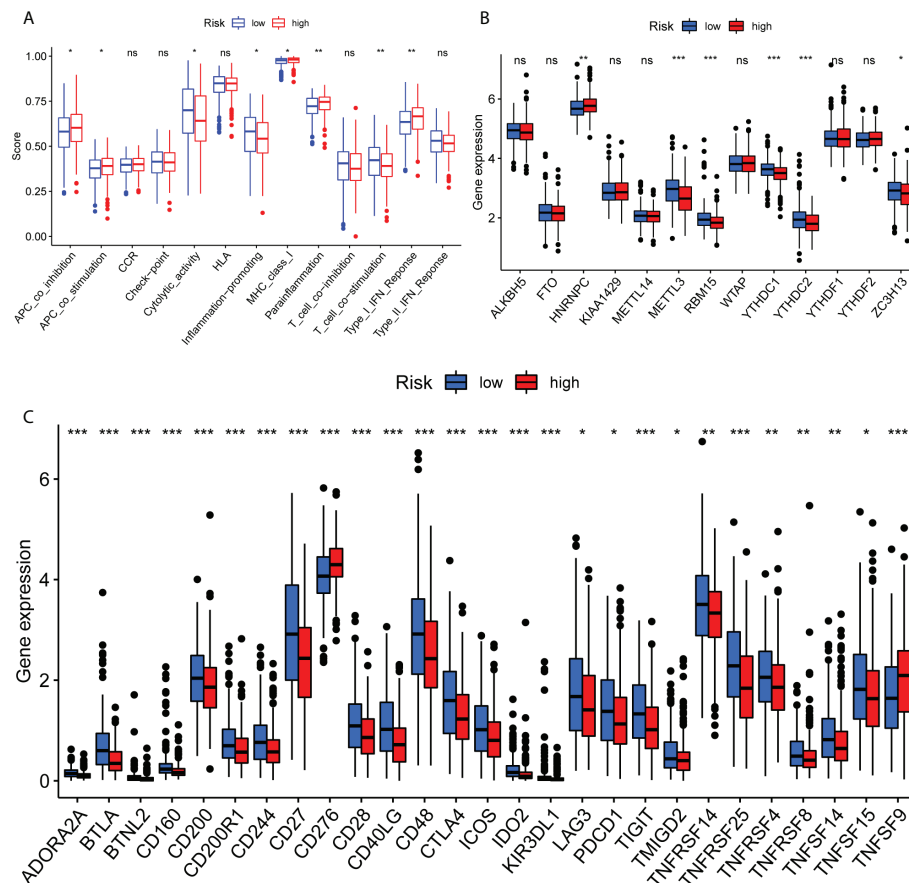 A
Risk low high
* * ns ns * ns * * ** ns ** ** ns
1.00
0.75
0.50
0.25
0.00
Score
APC_co_inhibition
APC_co_stimulation
CCR
Check-point
Cytolytic_activity
HLA
Inflammation-promoting
MHC_class_I
Parainflammation
T_cell_co-inhibition
T_cell_co-stimulation
Type_I_IFN_Reponse
Type_II_IFN_Reponse
B
Risk low high
ns ns ** ns ns *** *** ns *** *** ns ns *
6
4
2
Gene expression
ALKBH5
FTO
HNRNPC
KIAA1429
METTL14
METTL3
RBM15
WTAP
YTHDC1
YTHDC2
YTHDF1
YTHDF2
ZC3H13
Risk low high
C
*** *** *** *** *** *** *** *** *** *** *** *** *** *** *** *** * * *** * ** *** ** ** ** * ***
6
4
2
0
Gene expression
ADORA2A
BTLA
BTNL2
CD160
CD200
CD200R1
CD244
CD27
CD276
CD28
CD40LG
CD48
CTLA4
ICOS
IDO2
KIR3DL1
LAG3
PDCD1
TIGIT
TMIGD2
TNFRSF14
TNFRSF25
TNFRSF4
TNFRSF8
TNFSF14
TNFSF15
TNFSF9